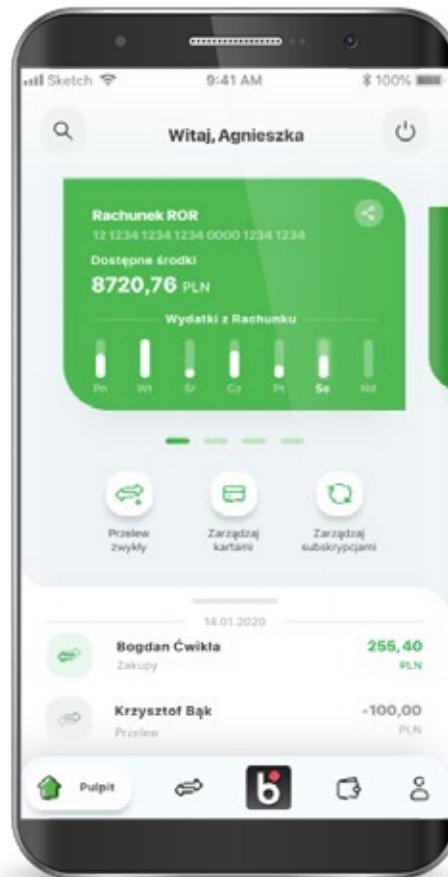 Sketch 9:41 AM 100%
Witaj, Agnieszka
Rachunek ROR
12 1234 1234 1234 0000 1234 1234
Dostępne środki
8720,76 PLN
Wydatki z Rachunku
Pn Wt Śr Cz Pt So Nd
Przelew zwykły
Zarządzaj kartami
Zarządzaj subskrypcjami
14.01.2020
Bogdan Ćwikła 255,40
Zakupy PLN
Krzysztof Bąk -100,00
Przelew PLN
Pulpit b